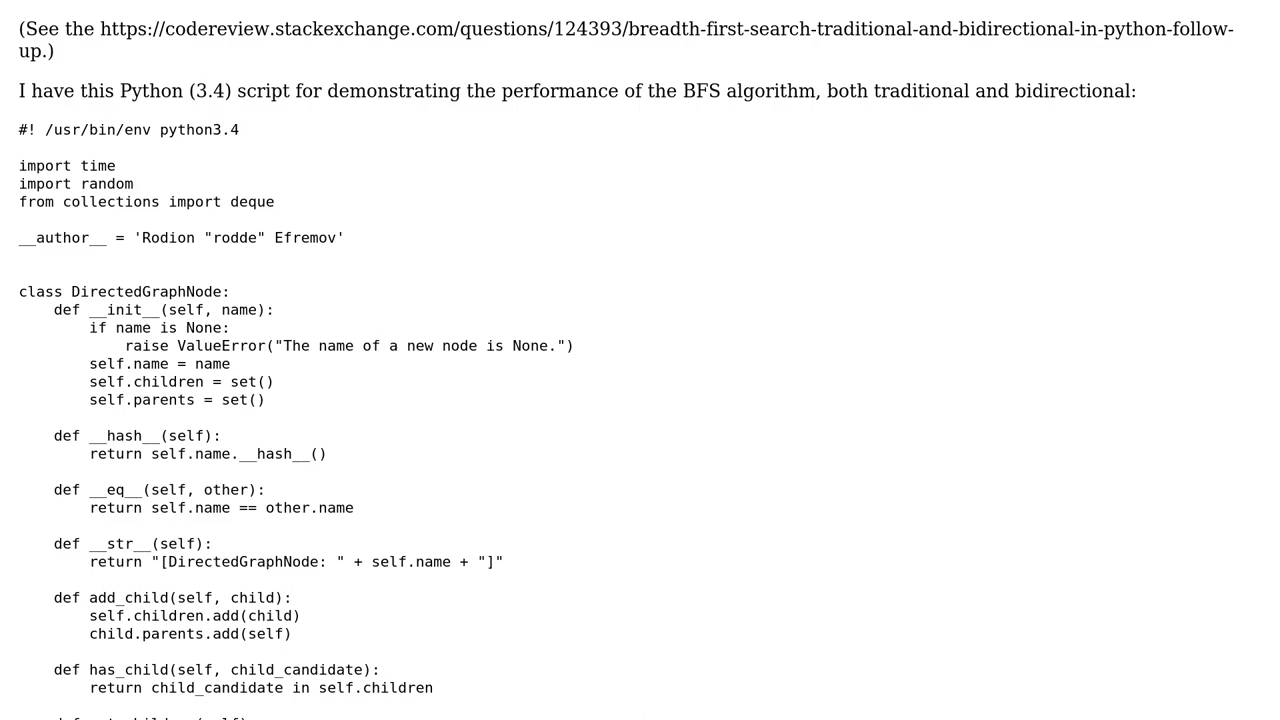 (See the https://codereview.stackexchange.com/questions/124393/breadth-first-search-traditional-and-bidirectional-in-python-follow-
up.)
I have this Python (3.4) script for demonstrating the performance of the BFS algorithm, both traditional and bidirectional:
#! /usr/bin/env python3.4
import time
import random
from collections import deque
__author__ = 'Rodion "rodde" Efremov'
class DirectedGraphNode:
    def __init__(self, name):
        if name is None:
            raise ValueError("The name of a new node is None.")
        self.name = name
        self.children = set()
        self.parents = set()
    def __hash__(self):
        return self.name.__hash__()
    def __eq__(self, other):
        return self.name == other.name
    def __str__(self):
        return "[DirectedGraphNode: " + self.name + "]"
    def add_child(self, child):
        self.children.add(child)
        child.parents.add(self)
    def has_child(self, child_candidate):
        return child_candidate in self.children